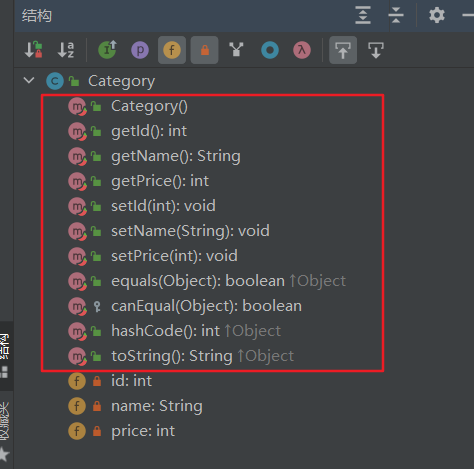 结构
Category
Category()
getId(): int
getName(): String
getPrice(): int
setId(int): void
setName(String): void
setPrice(int): void
equals(Object): boolean ↑Object
canEqual(Object): boolean
hashCode(): int ↑Object
toString(): String ↑Object
id: int
name: String
price: int
结构
收藏夹